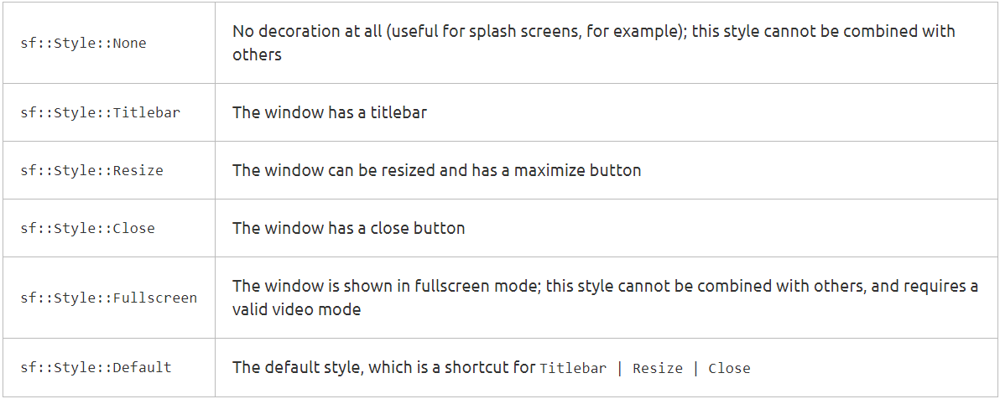 sf::Style::None
No decoration at all (useful for splash screens, for example); this style cannot be combined with
others
sf::Style::Titlebar
The window has a titlebar
sf::Style::Resize
The window can be resized and has a maximize button
sf::Style::Close
The window has a close button
sf::Style::Fullscreen
The window is shown in fullscreen mode; this style cannot be combined with others, and requires a
valid video mode
sf::Style::Default
The default style, which is a shortcut for Titlebar | Resize | Close